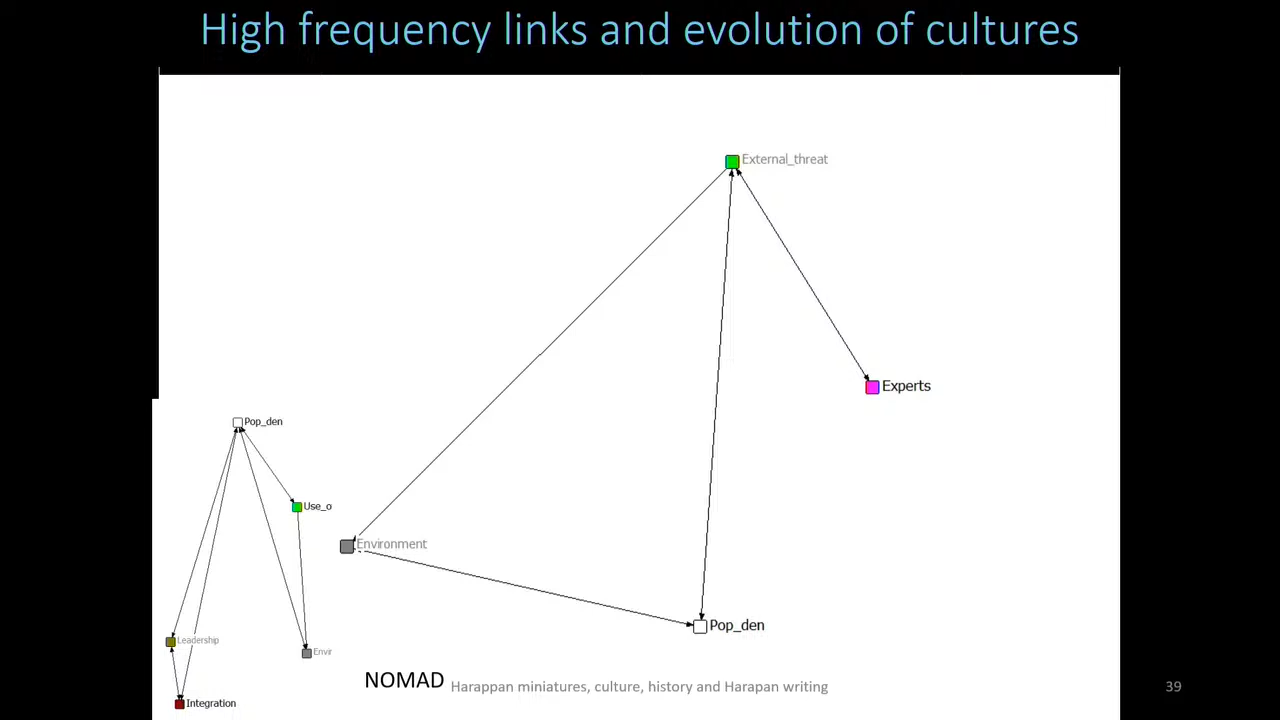 High frequency links and evolution of cultures
External_threat
Experts
Pop_den
Use_o
Environment
Pop_den
Leadership
Envir
Integration
NOMAD
Harappan miniatures, culture, history and Harapan writing
39